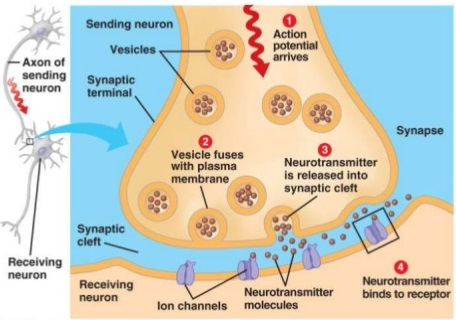 Sending neuron
Vesicles
Synaptic
terminal
1
Action
potential
arrives
Axon of
sending
neuron
Synapse
2
Vesicle fuses
with plasma
membrane
3
Neurotransmitter
is released into
synaptic cleft
Synaptic
cleft
Receiving
neuron
Receiving
neuron
Ion channels
Neurotransmitter
molecules
4
Neurotransmitter
binds to receptor